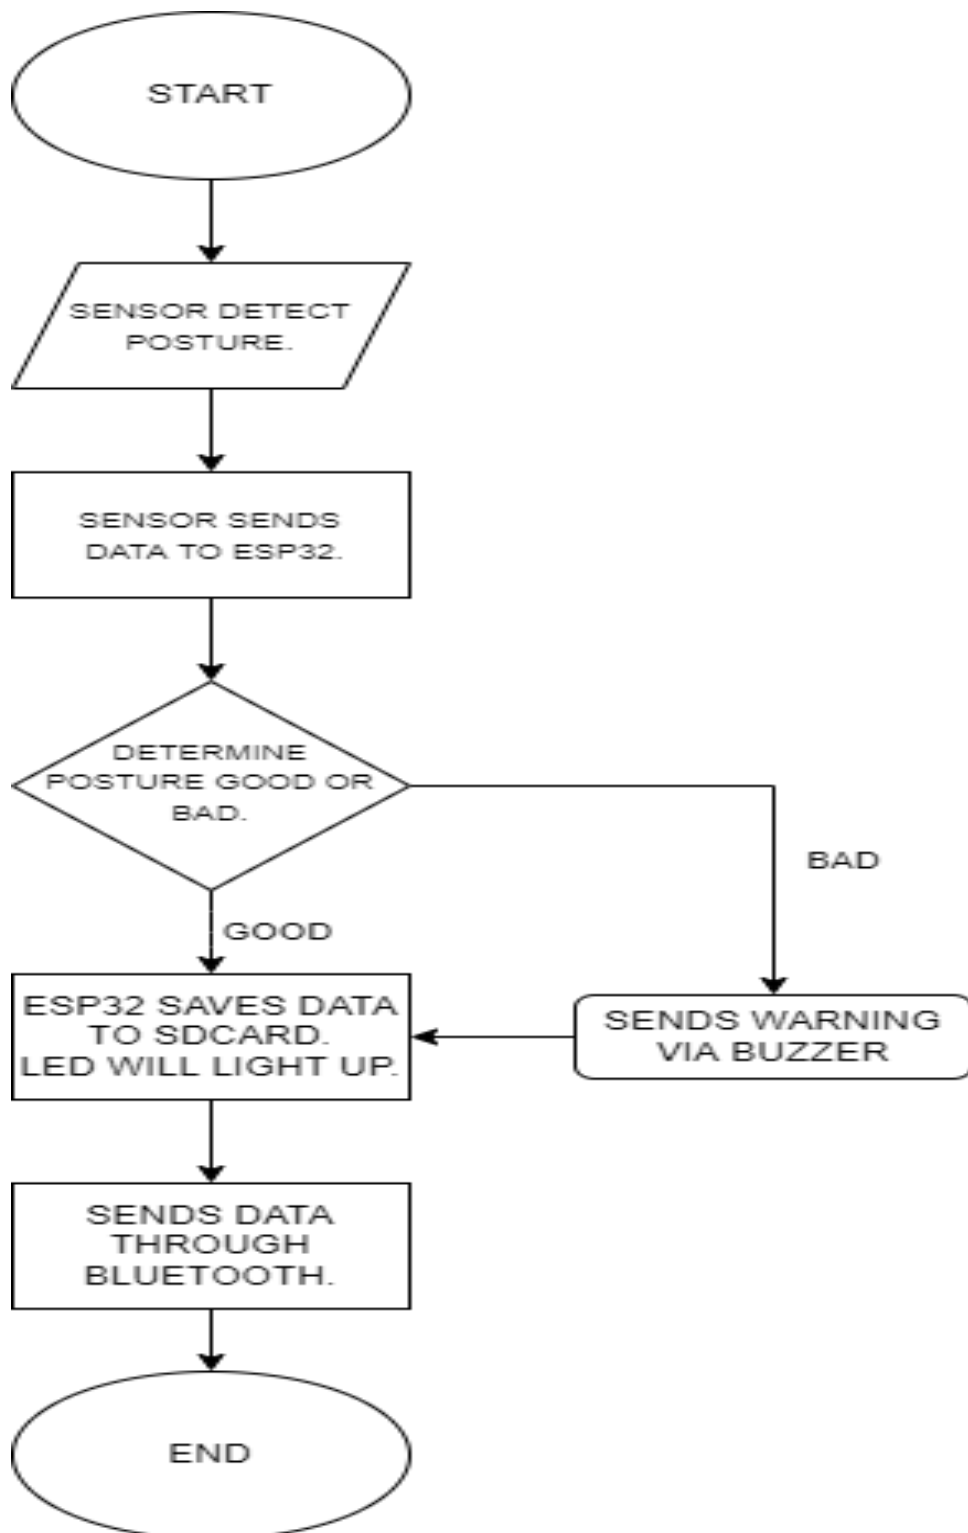 START
SENSOR DETECT
POSTURE.
SENSOR SENDS
DATA TO ESP32.
DETERMINE
POSTURE GOOD OR
BAD.
BAD
GOOD
ESP32 SAVES DATA
TO SDCARD.
LED WILL LIGHT UP.
SENDS WARNING
VIA BUZZER
SENDS DATA
THROUGH
BLUETOOTH.
END